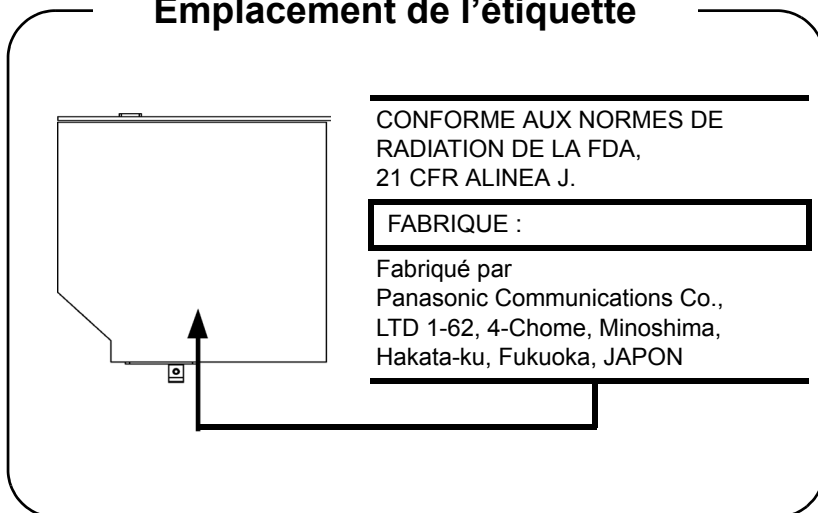 Emplacement de l’étiquette
CONFORME AUX NORMES DE
RADIATION DE LA FDA,
21 CFR ALINEA J.
FABRIQUE :
Fabriqué par
Panasonic Communications Co.,
LTD 1-62, 4-Chome, Minoshima,
Hakata-ku, Fukuoka, JAPON